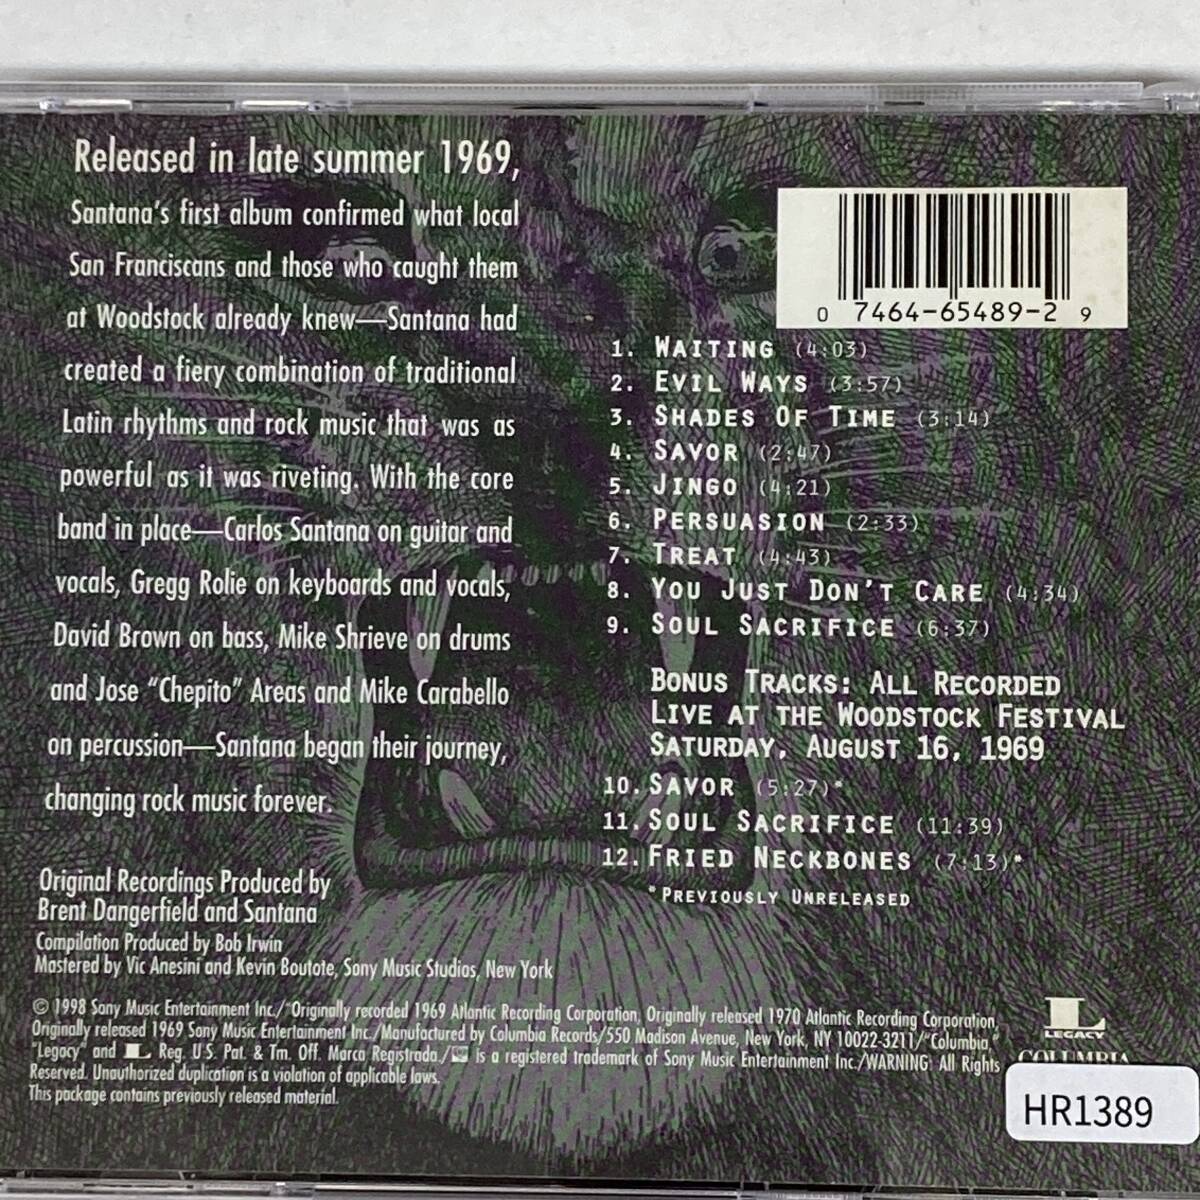 Released in late summer 1969,
Santana's first album confirmed what local
San Franciscans and those who caught them
at Woodstock already knew—Santana had
created a fiery combination of traditional
Latin rhythms and rock music that was as
powerful as it was riveting. With the core
band in place—Carlos Santana on guitar and
vocals, Gregg Rolie on keyboards and vocals,
David Brown on bass, Mike Shrieve on drums
and Jose "Chepito" Areas and Mike Carabello
on percussion—Santana began their journey,
changing rock music forever.
Original Recordings Produced by
Brent Dangerfield and Santana
Compilation Produced by Bob Irwin
Mastered by Vic Anesini and Kevin Boutote, Sony Music Studios, New York
0 7464-65489-2 9
1. WAITING (4:03)
2. EVIL WAYS (3:57)
3. SHADES OF TIME (3:14)
4. SAVOR (2:47)
5. JINGO (4:21)
6. PERSUASION (2:33)
7. TREAT (4:43)
8. YOU JUST DON'T CARE (4:34)
9. SOUL SACRIFICE (6:37)
BONUS TRACKS: ALL RECORDED
LIVE AT THE WOODSTOCK FESTIVAL
SATURDAY, AUGUST 16, 1969
10. SAVOR (5:27)*
11. SOUL SACRIFICE (11:39)
12. FRIED NECKBONES (7:13)*
*PREVIOUSLY UNRELEASED
© 1998 Sony Music Entertainment Inc./*Originally recorded 1969 Atlantic Recording Corporation, Originally released 1970 Atlantic Recording Corporation,
Originally released 1969 Sony Music Entertainment Inc./Manufactured by Columbia Records/550 Madison Avenue, New York, NY 10022-3211/"Columbia,"
"Legacy" and L Reg. U.S. Pat. & Tm. Off. Marca Registrada./ is a registered trademark of Sony Music Entertainment Inc./WARNING: All Rights
Reserved. Unauthorized duplication is a violation of applicable laws.
This package contains previously released material.
L
LEGACY
COLUMBIA
HR1389